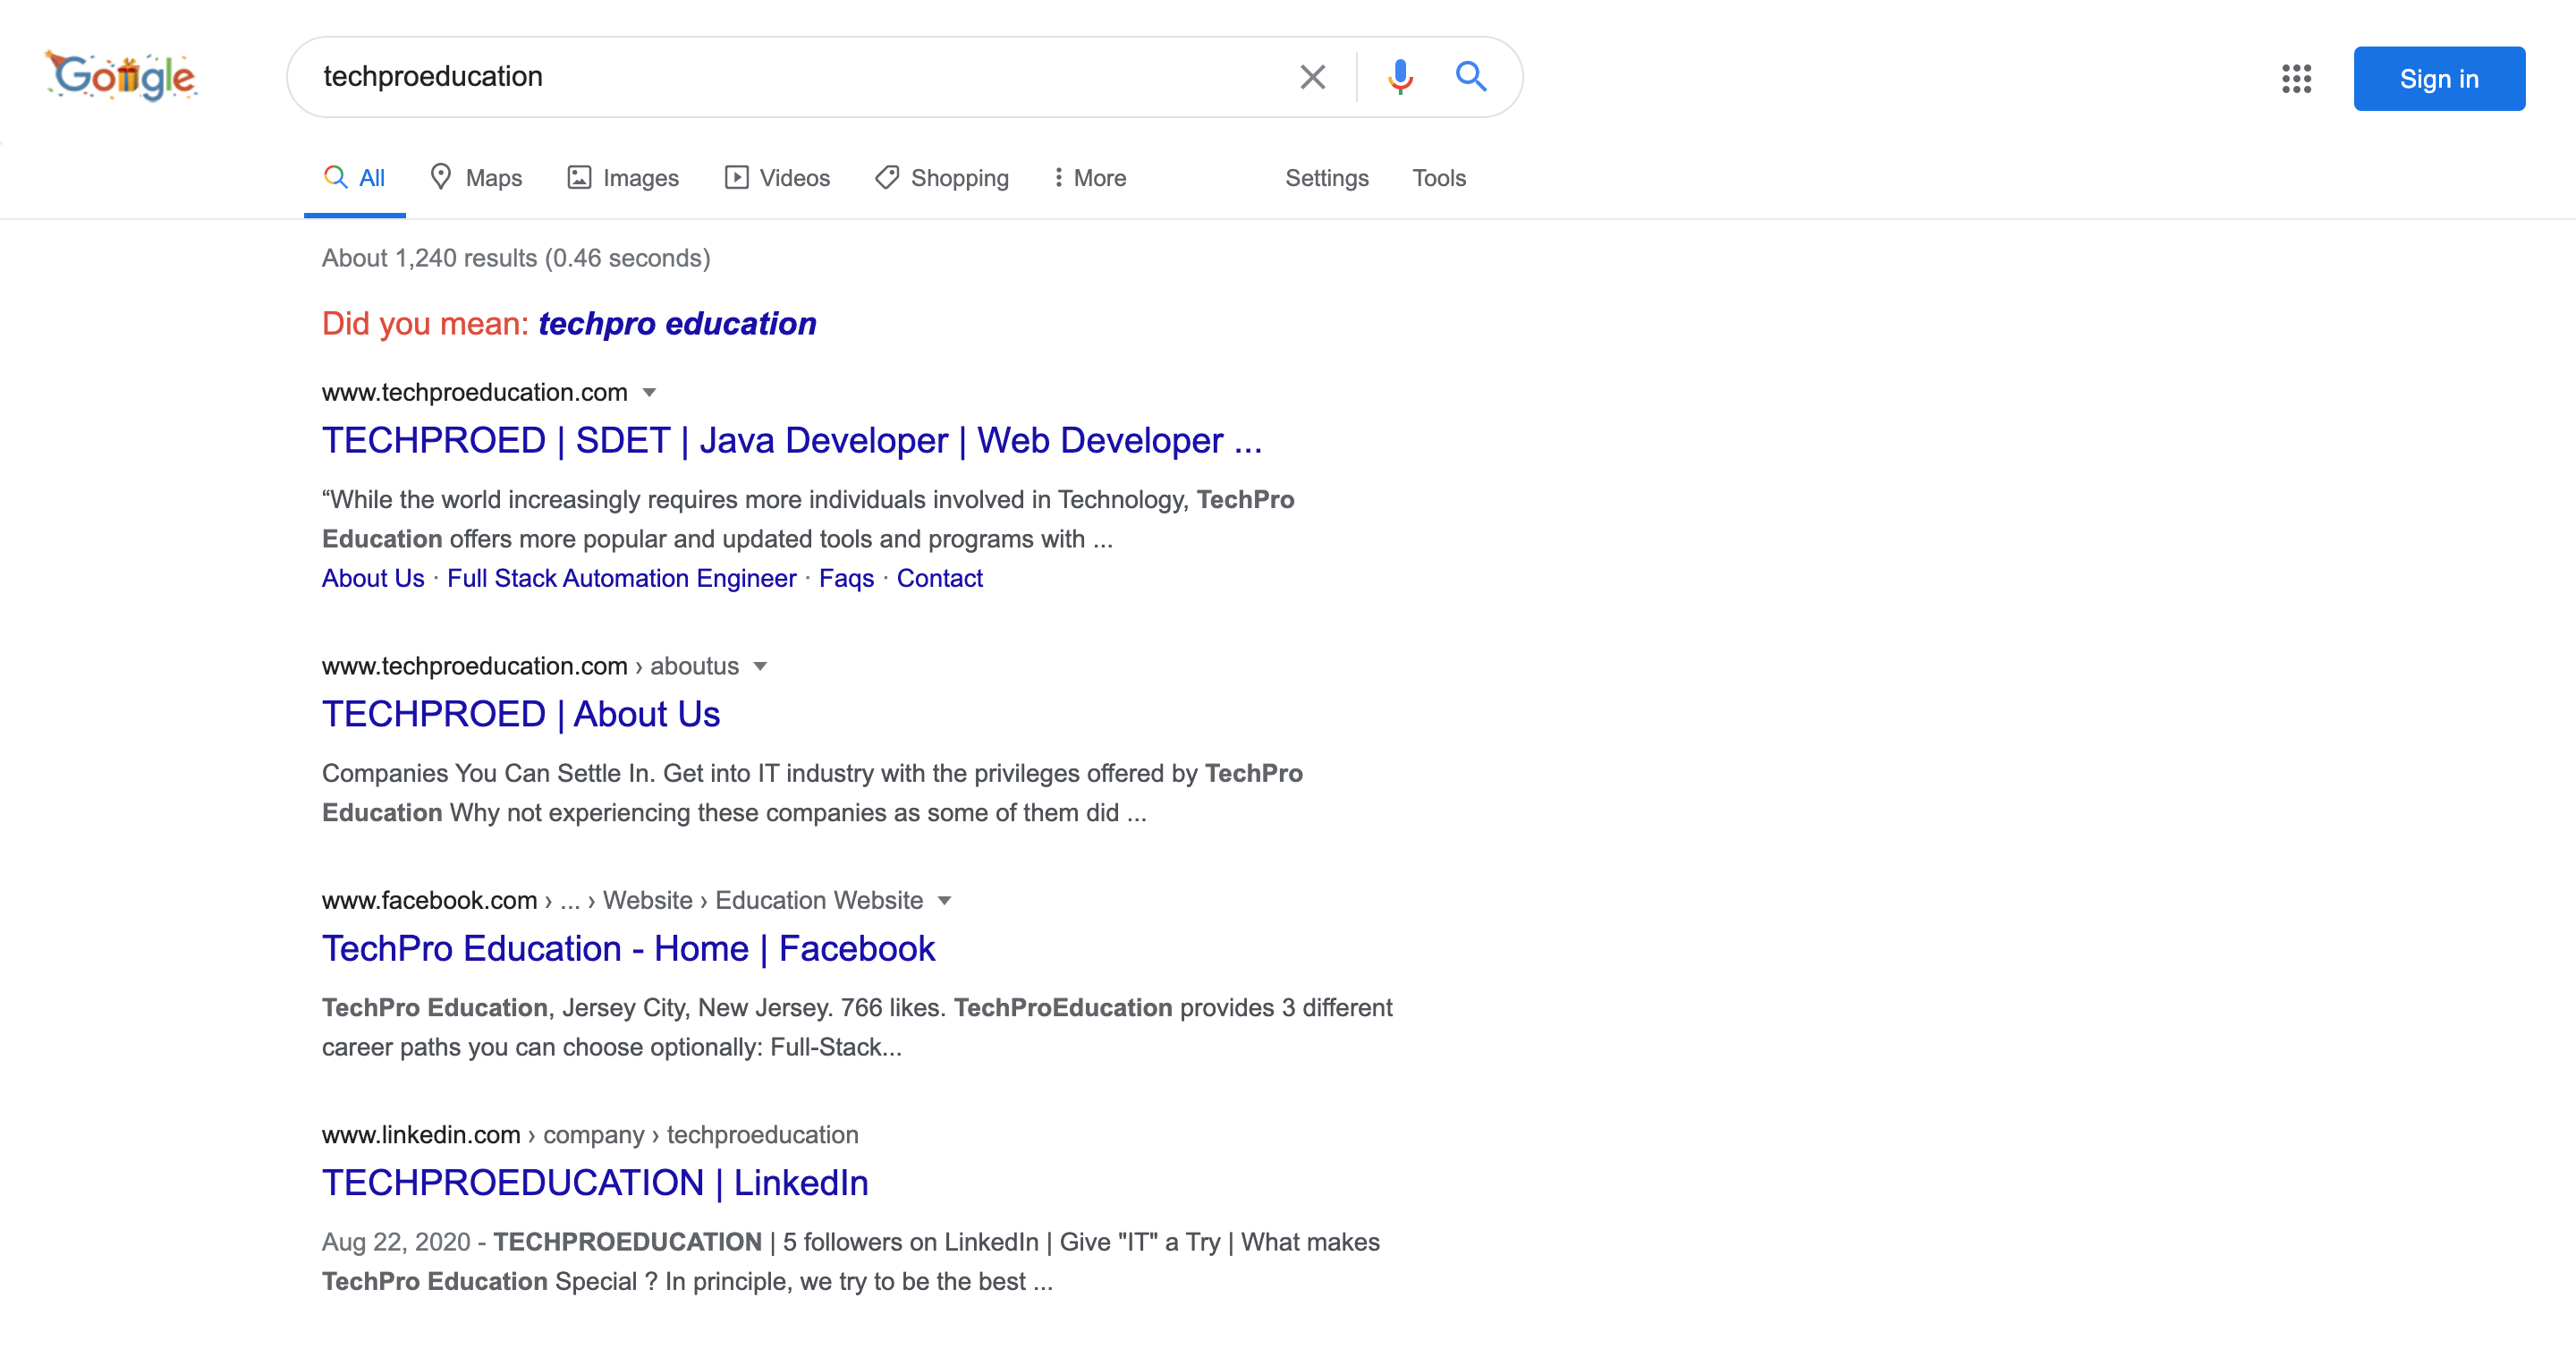 Google
techproeducation
Sign in
All Maps Images Videos Shopping More Settings Tools
About 1,240 results (0.46 seconds)
Did you mean: techpro education
www.techproeducation.com
TECHPROED | SDET | Java Developer | Web Developer ...
“While the world increasingly requires more individuals involved in Technology, TechPro
Education offers more popular and updated tools and programs with ...
About Us · Full Stack Automation Engineer · Faqs · Contact
www.techproeducation.com › aboutus
TECHPROED | About Us
Companies You Can Settle In. Get into IT industry with the privileges offered by TechPro
Education Why not experiencing these companies as some of them did ...
www.facebook.com › ... › Website › Education Website
TechPro Education - Home | Facebook
TechPro Education, Jersey City, New Jersey. 766 likes. TechProEducation provides 3 different
career paths you can choose optionally: Full-Stack...
www.linkedin.com › company › techproeducation
TECHPROEDUCATION | LinkedIn
Aug 22, 2020 - TECHPROEDUCATION | 5 followers on LinkedIn | Give "IT" a Try | What makes
TechPro Education Special ? In principle, we try to be the best ...